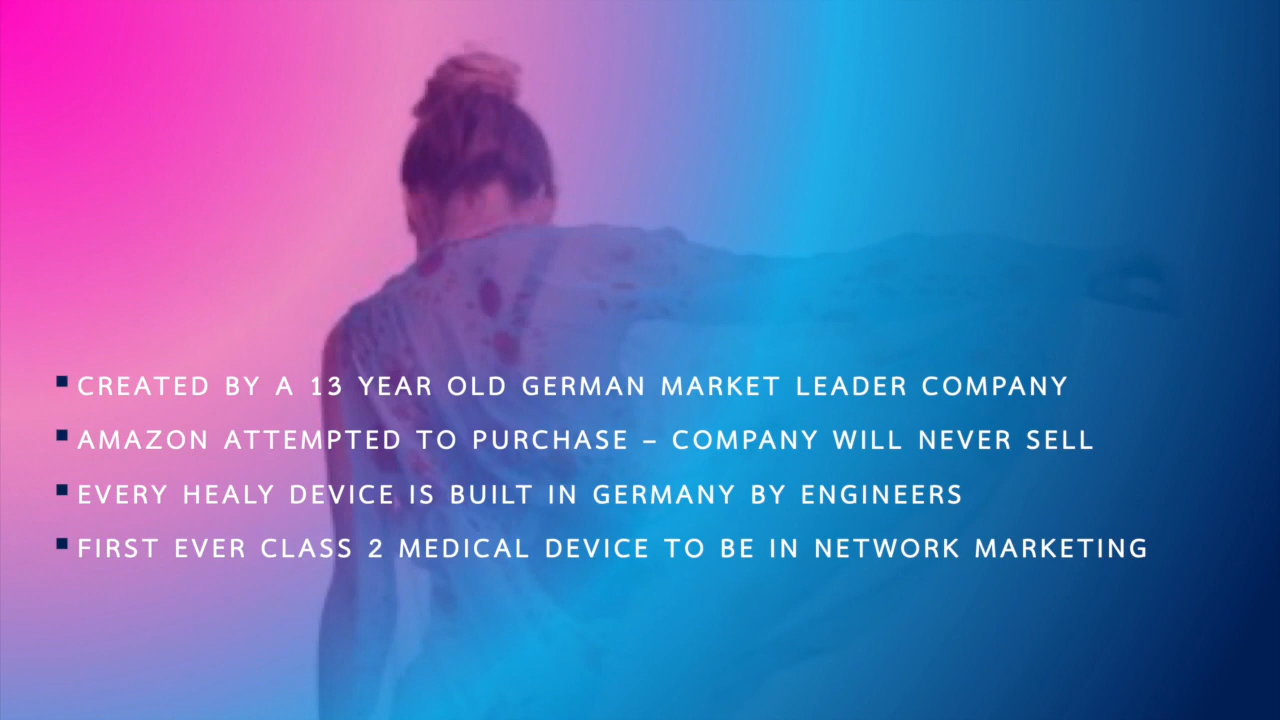 ▪ CREATED BY A 13 YEAR OLD GERMAN MARKET LEADER COMPANY
▪ AMAZON ATTEMPTED TO PURCHASE – COMPANY WILL NEVER SELL
▪ EVERY HEALY DEVICE IS BUILT IN GERMANY BY ENGINEERS
▪ FIRST EVER CLASS 2 MEDICAL DEVICE TO BE IN NETWORK MARKETING